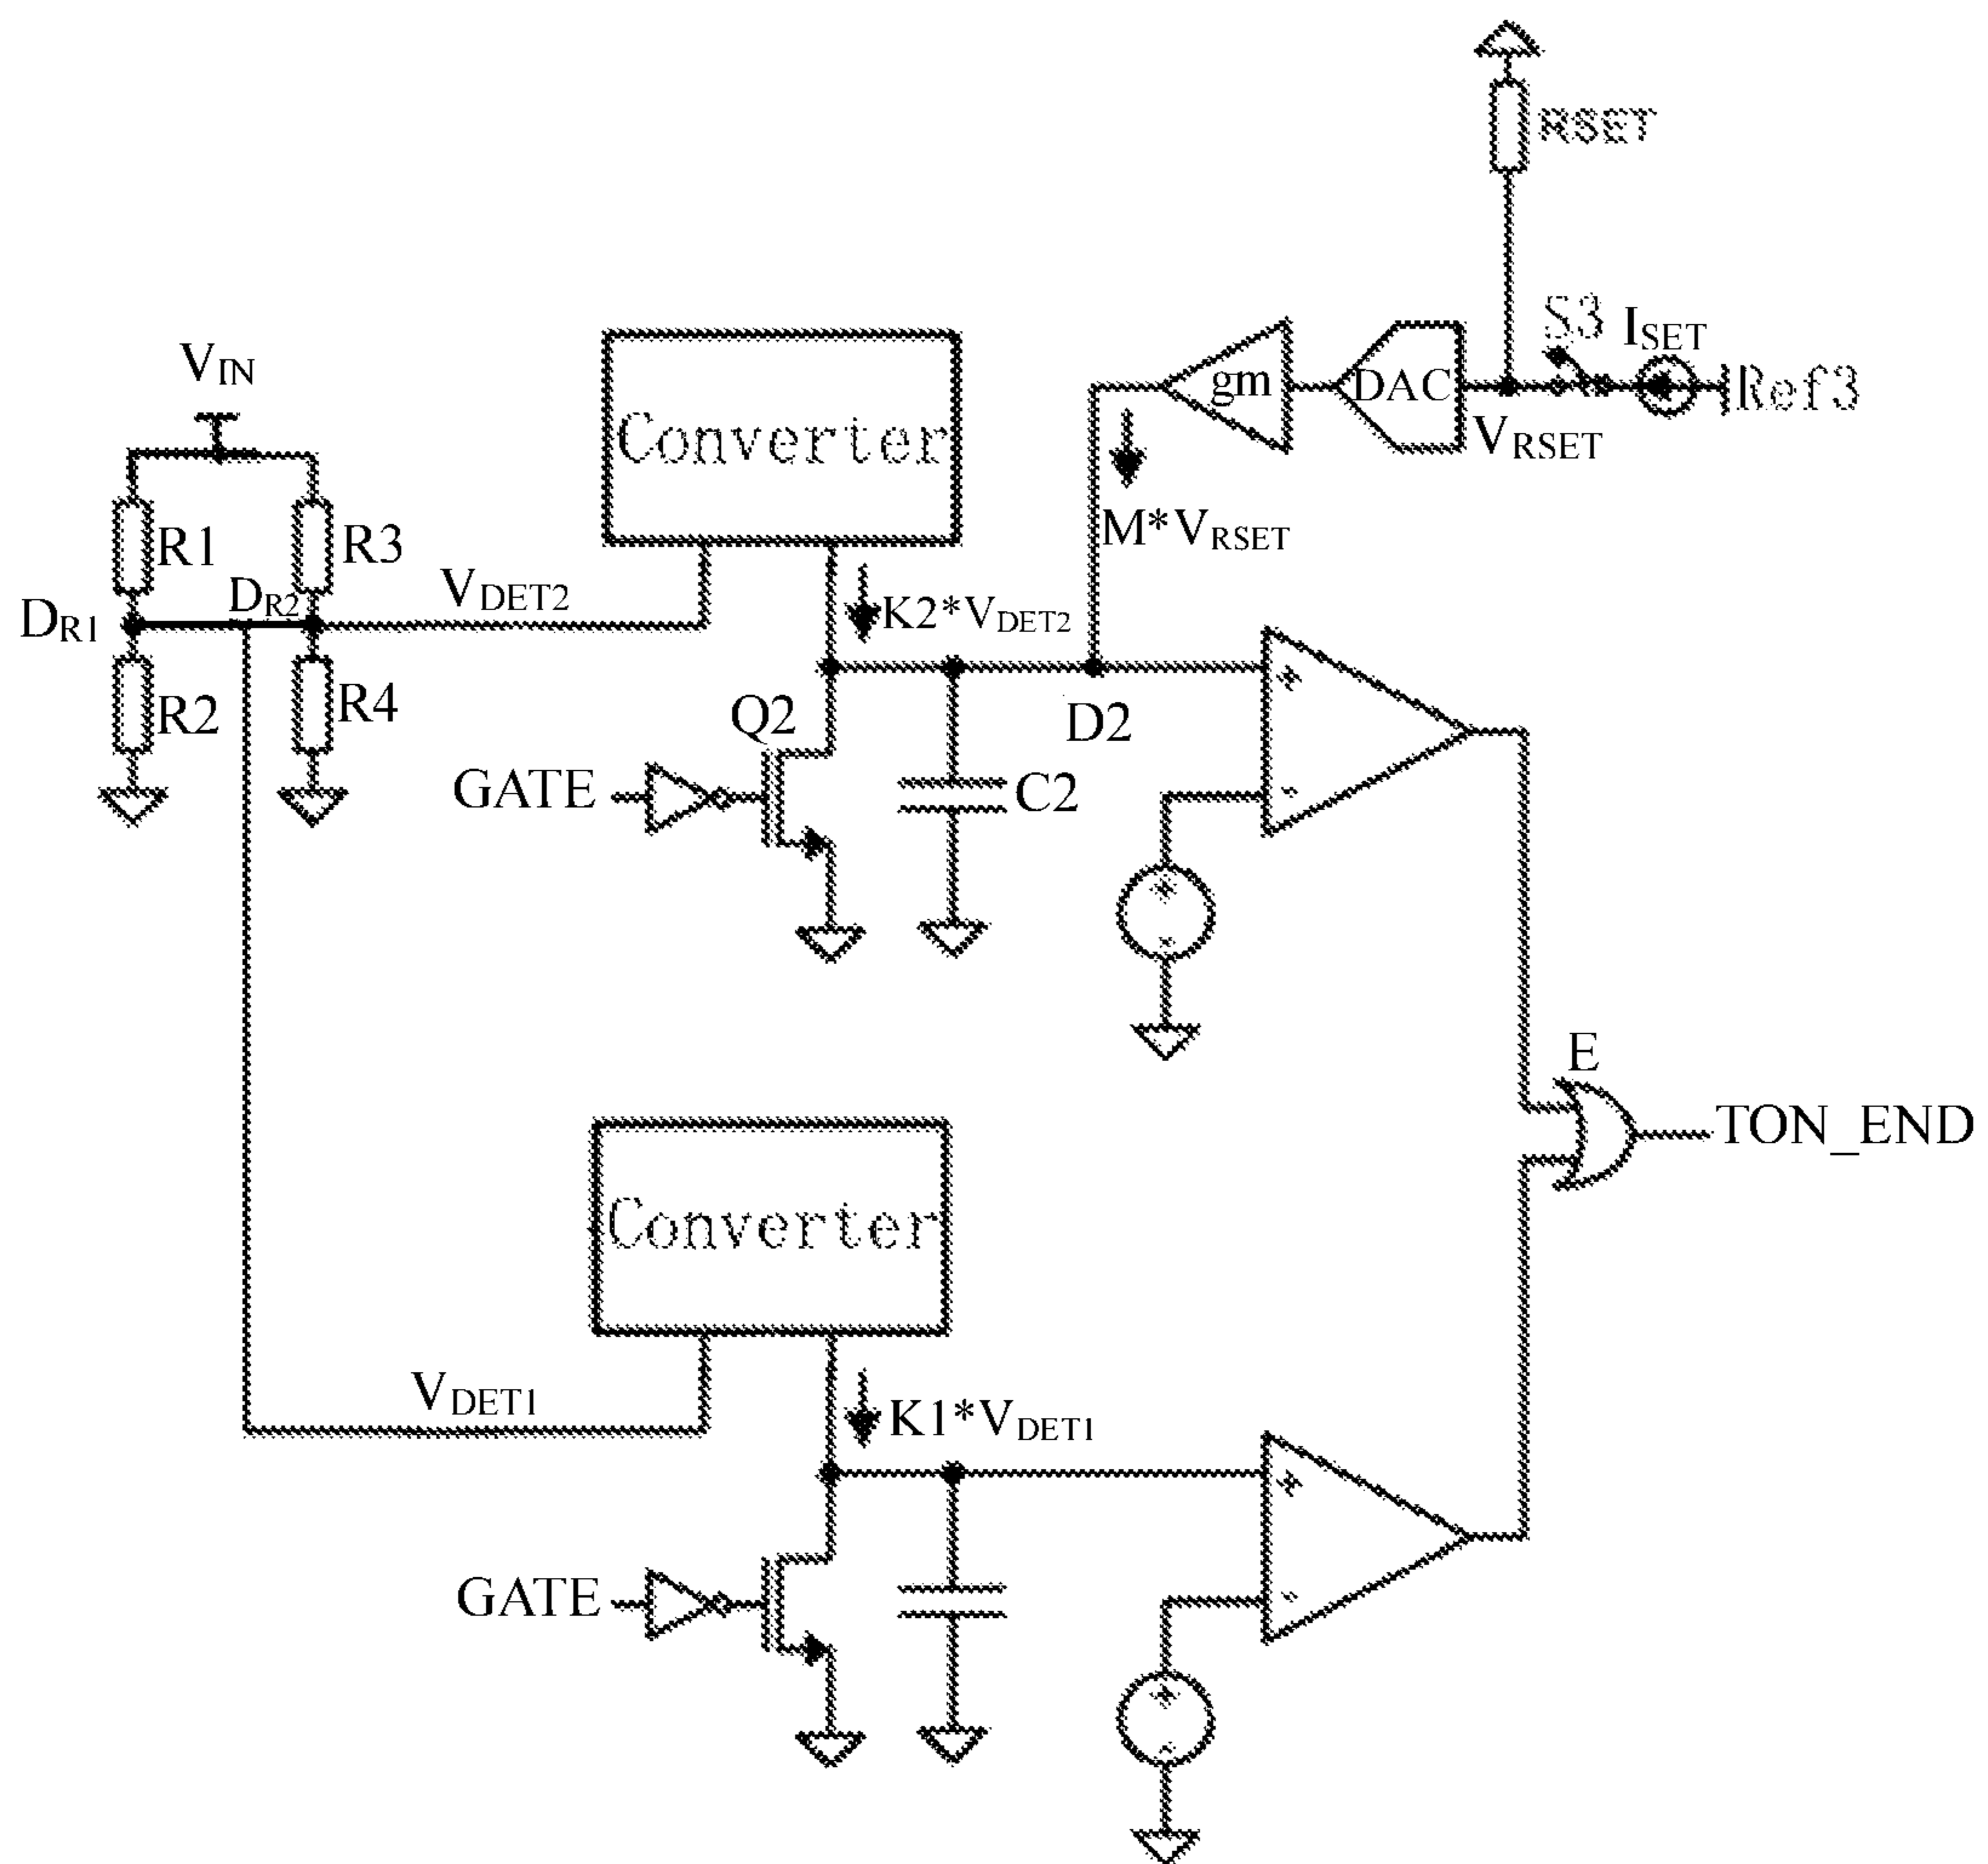 RSET
S3 ISET
VIN
gm DAC Ref3
Converter
VRSET
M*VRSET
R1 R3
VDET2
DR1 DR2
K2*VDET2
R2 R4
Q2 D2
+
GATE C2
-
+
-
E
TON_END
Converter
VDET1
K1*VDET1
+
GATE
-
+
-